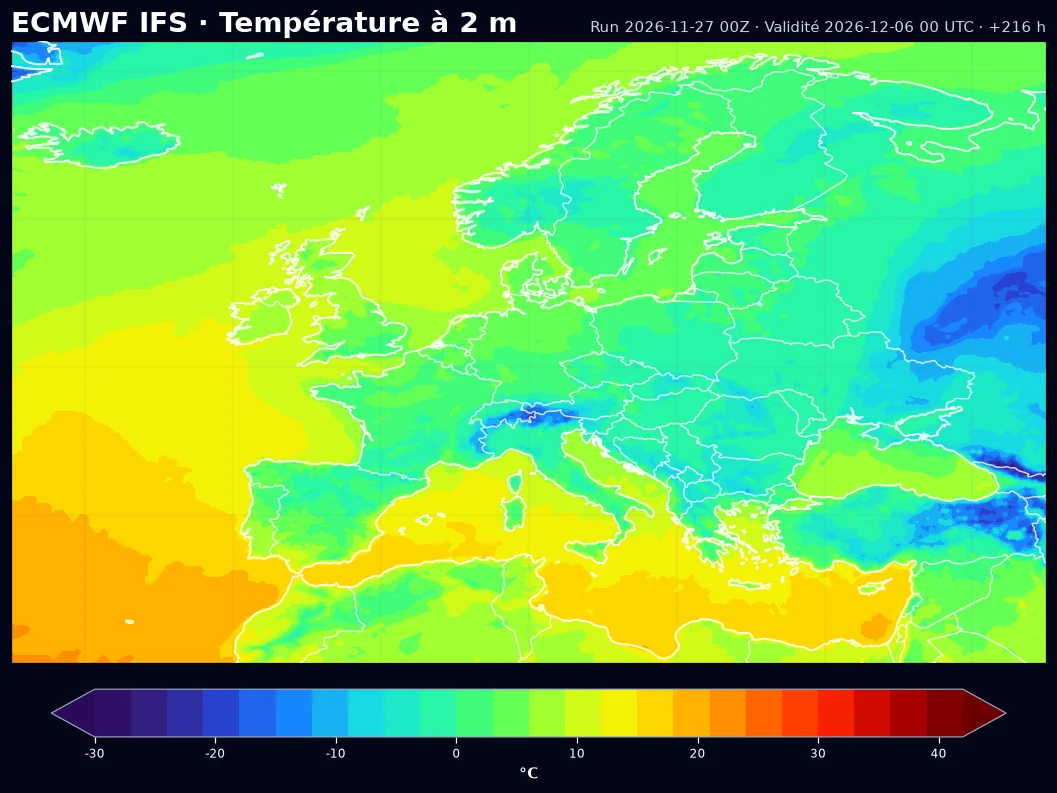 ECMWF IFS · Température à 2 m
Run 2026-11-27 00Z · Validité 2026-12-06 00 UTC · +216 h
-30 -20 -10 0 10 20 30 40
°C